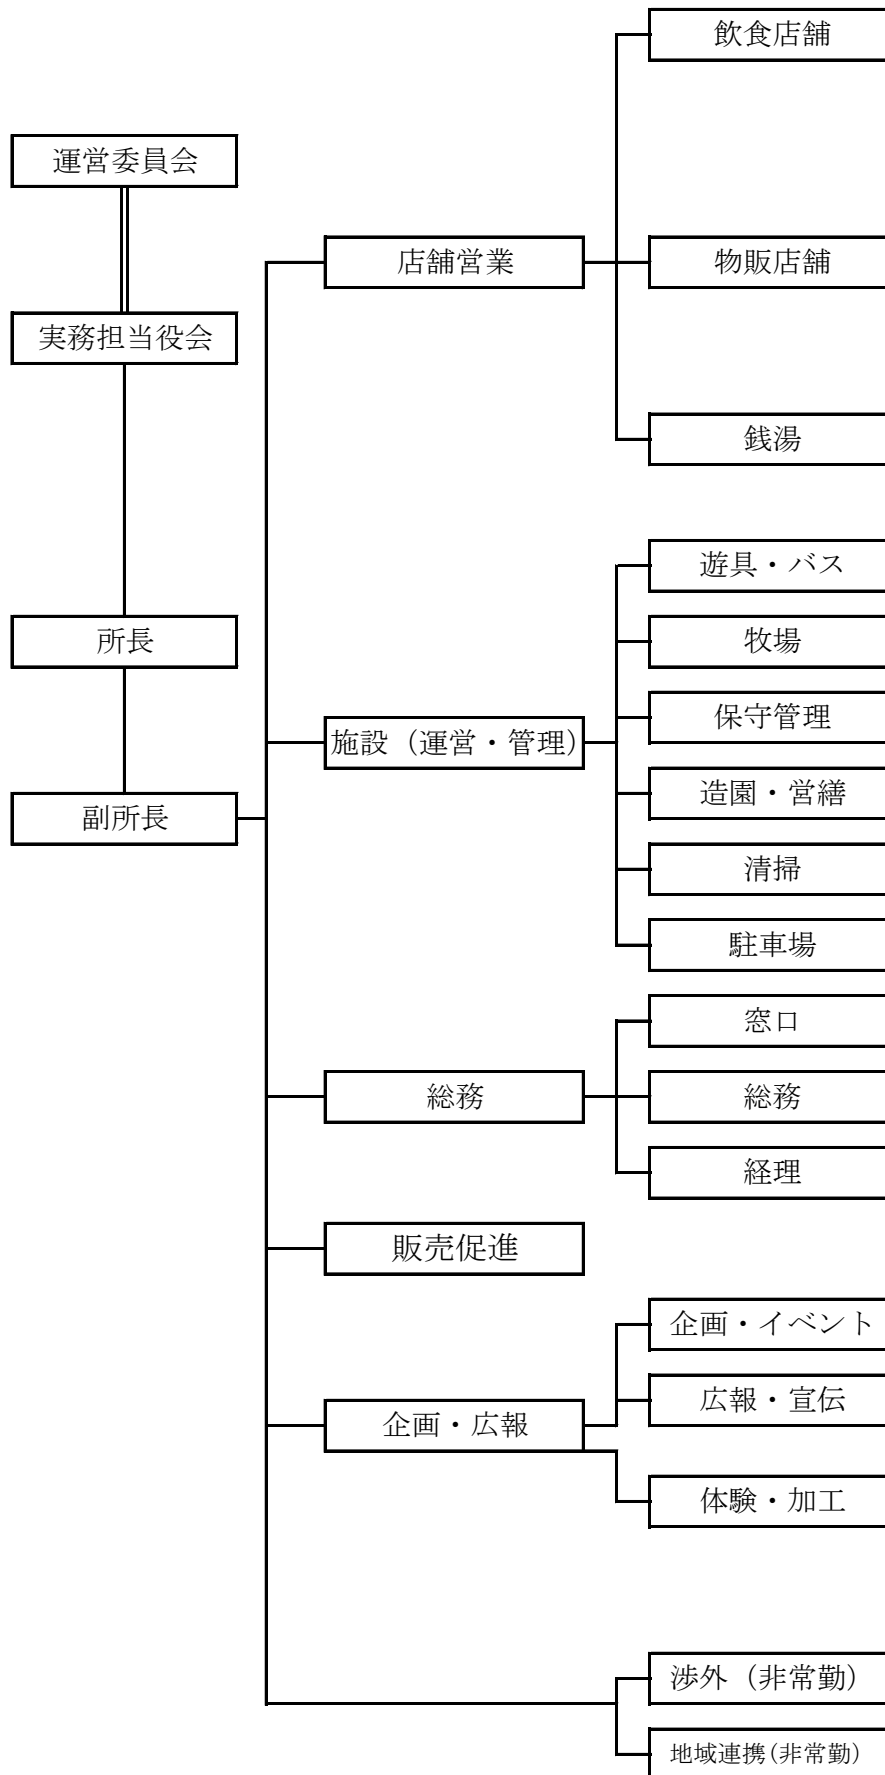 運営委員会
実務担当役会
所長
副所長
店舗営業
飲食店舗
物販店舗
銭湯
施設（運営・管理）
遊具・バス
牧場
保守管理
造園・営繕
清掃
駐車場
総務
窓口
総務
経理
販売促進
企画・広報
企画・イベント
広報・宣伝
体験・加工
渉外（非常勤）
地域連携(非常勤)